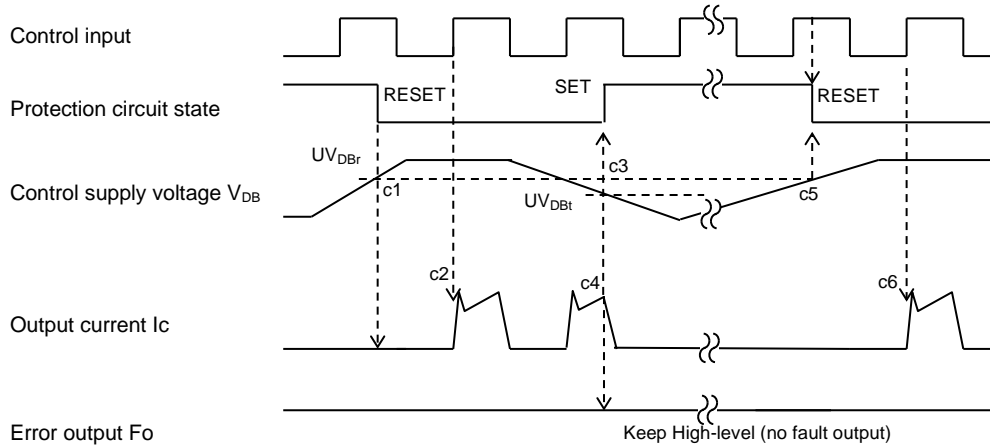 Control input
Protection circuit state
RESET
SET
RESET
UVDBr
c1
c3
Control supply voltage VDB
UVDBt
c5
c2
c4
c6
Output current Ic
Error output Fo
Keep High-level (no fault output)